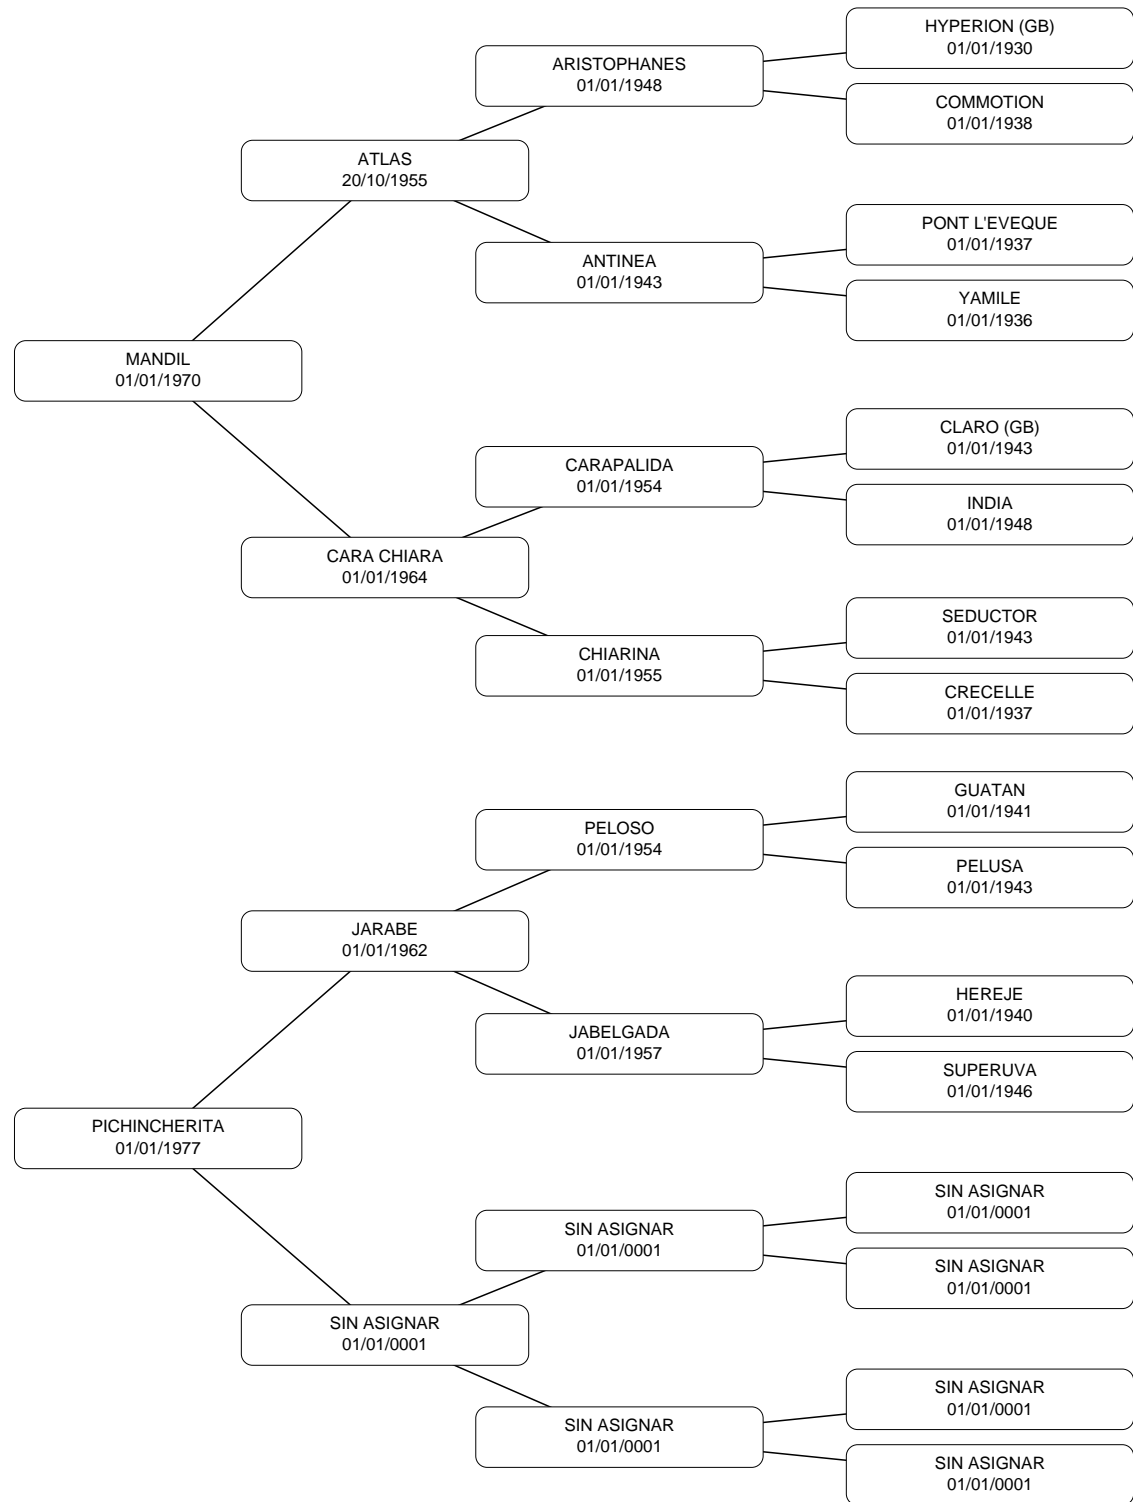 HYPERION (GB)
01/01/1930
ARISTOPHANES
01/01/1948
COMMOTION
01/01/1938
ATLAS
20/10/1955
PONT L'EVEQUE
01/01/1937
ANTINEA
01/01/1943
YAMILE
01/01/1936
MANDIL
01/01/1970
CLARO (GB)
01/01/1943
CARAPALIDA
01/01/1954
INDIA
01/01/1948
CARA CHIARA
01/01/1964
SEDUCTOR
01/01/1943
CHIARINA
01/01/1955
CRECELLE
01/01/1937
GUATAN
01/01/1941
PELOSO
01/01/1954
PELUSA
01/01/1943
JARABE
01/01/1962
HEREJE
01/01/1940
JABELGADA
01/01/1957
SUPERUVA
01/01/1946
PICHINCHERITA
01/01/1977
SIN ASIGNAR
01/01/0001
SIN ASIGNAR
01/01/0001
SIN ASIGNAR
01/01/0001
SIN ASIGNAR
01/01/0001
SIN ASIGNAR
01/01/0001
SIN ASIGNAR
01/01/0001
SIN ASIGNAR
01/01/0001